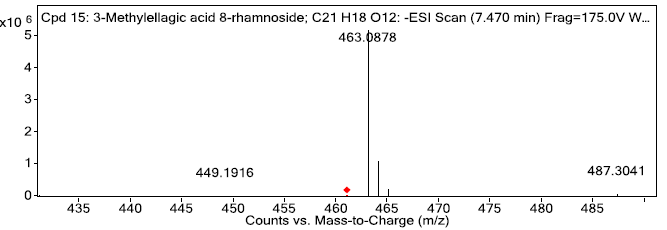 x10 6
Cpd 15: 3-Methylellagic acid 8-rhamnoside; C21 H18 O12: -ESI Scan (7.470 min) Frag=175.0V W...
5
463.0878
4
3
2
1
449.1916
487.3041
0
435 440 445 450 455 460 465 470 475 480 485
Counts vs. Mass-to-Charge (m/z)